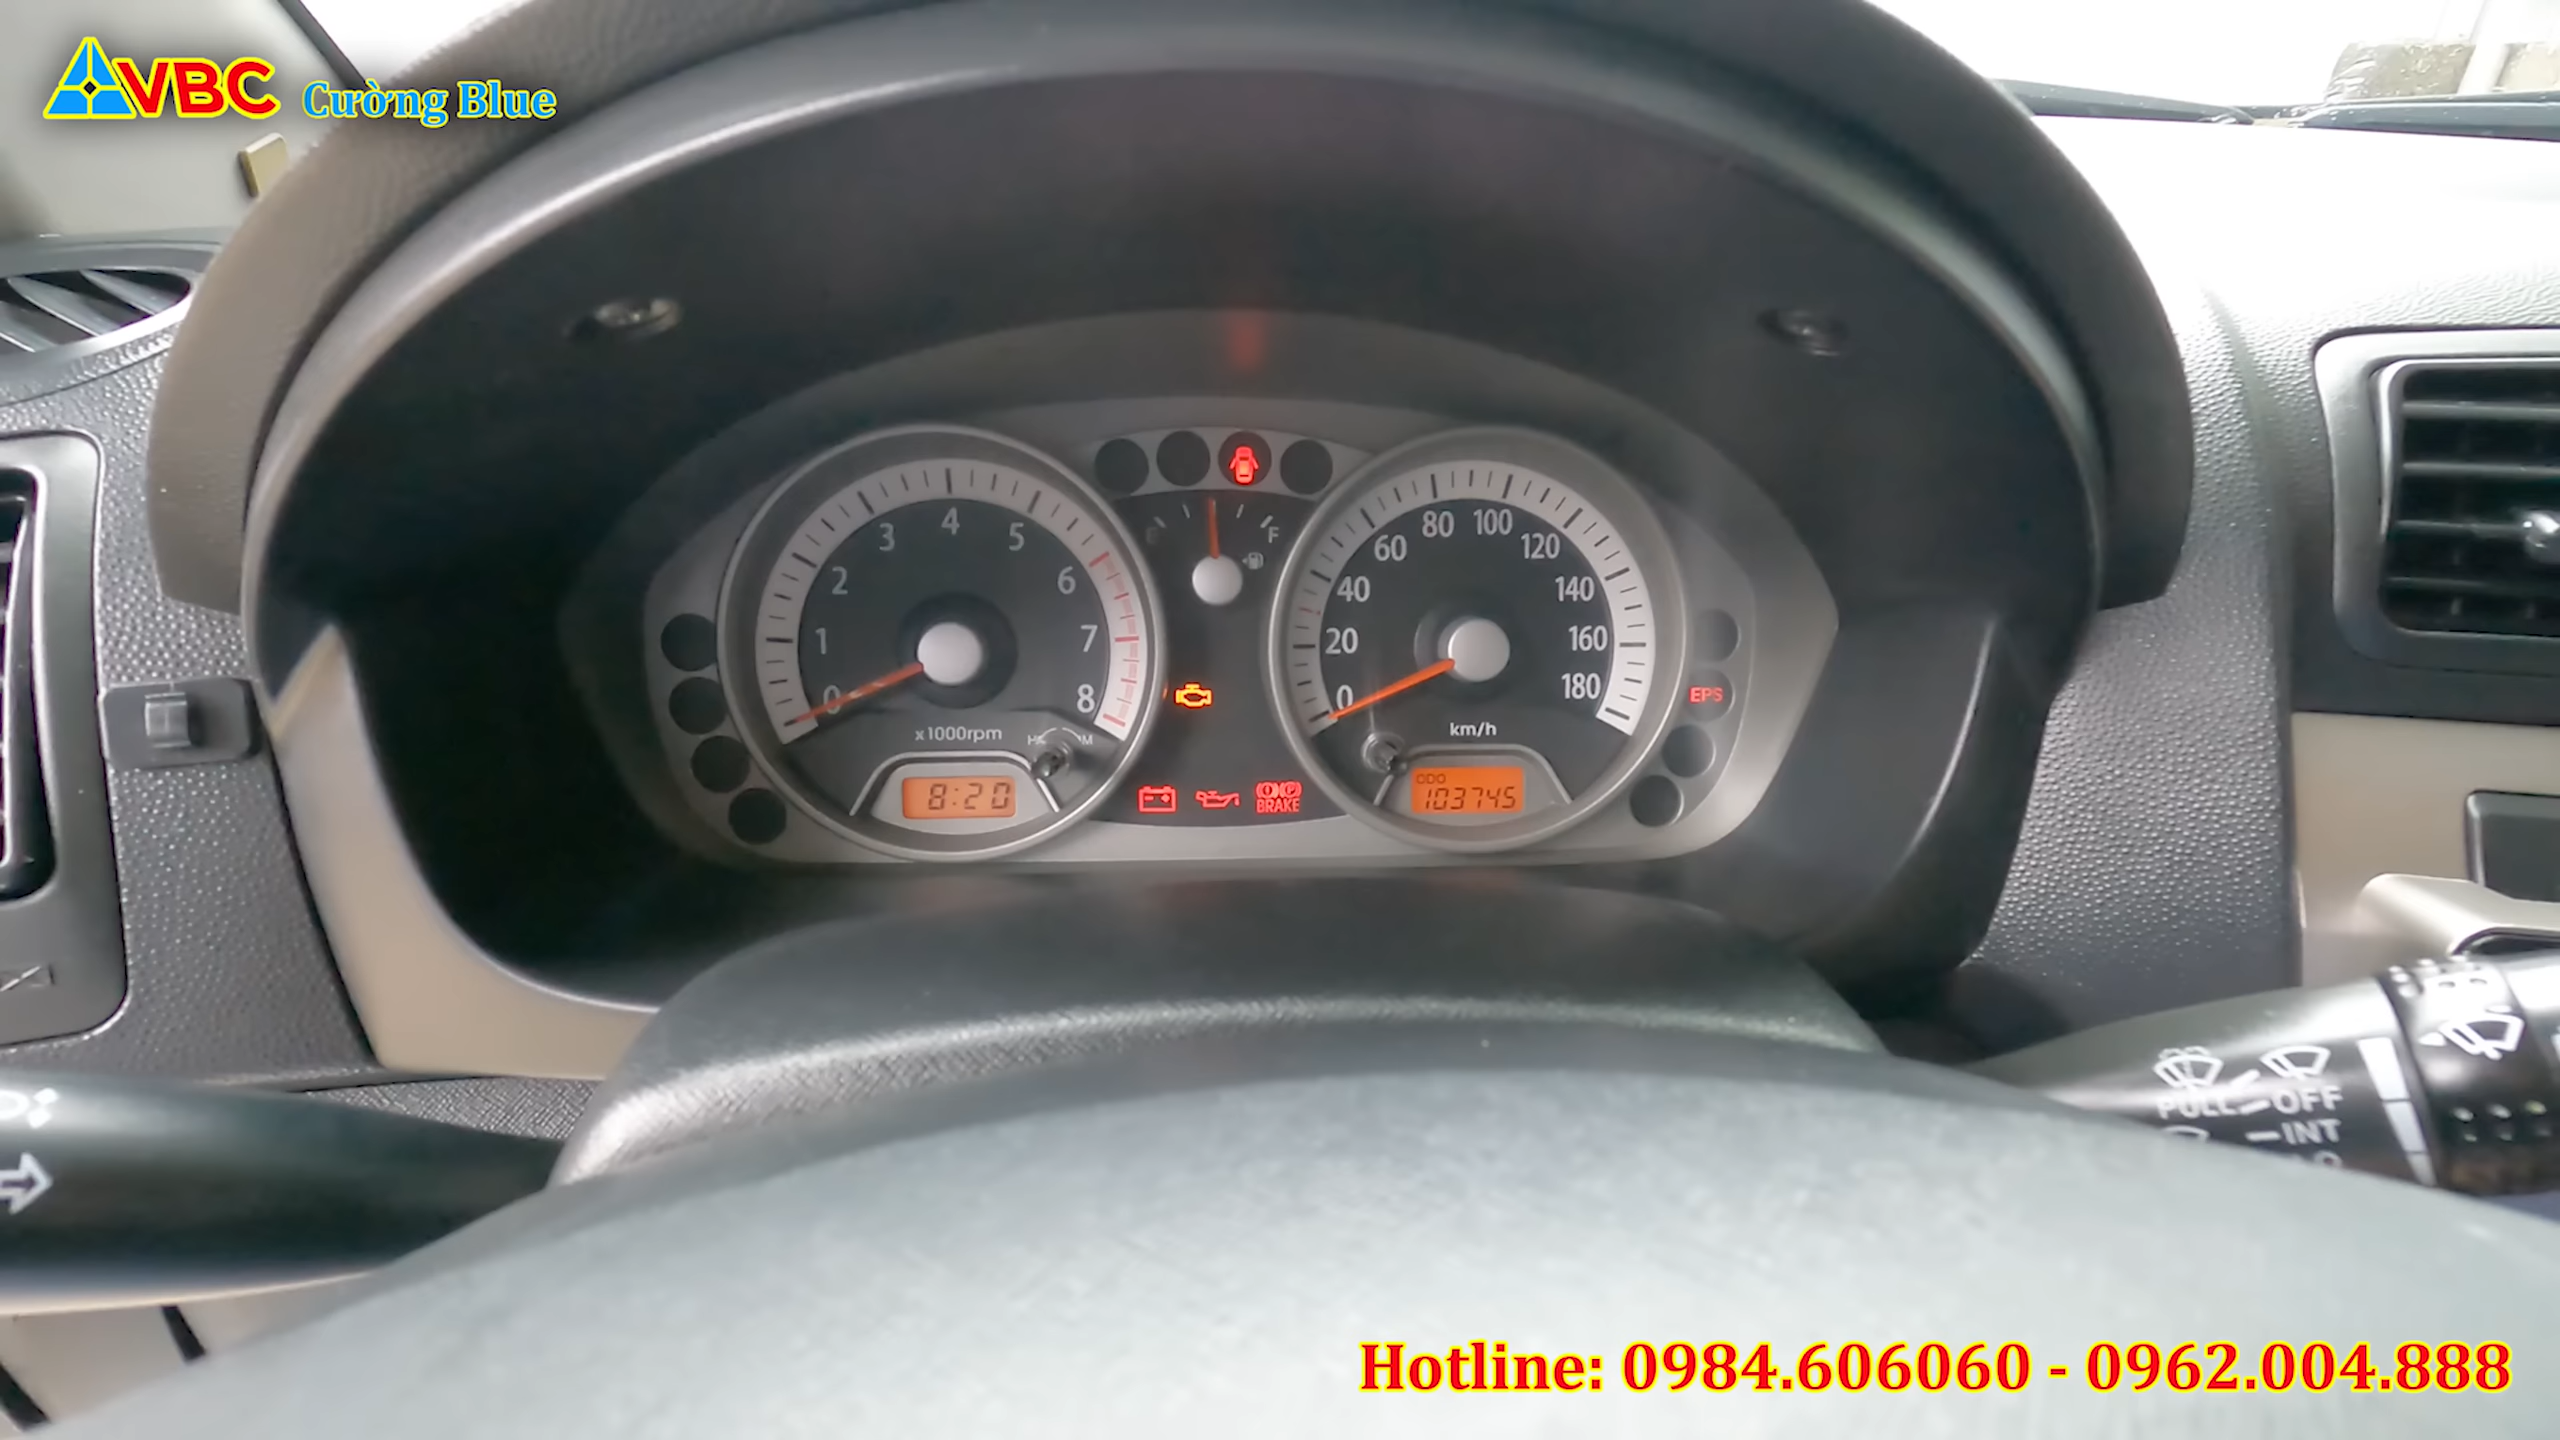 VBC Cường Blue
4
3
5
2
6
1
7
0
8
x1000rpm
H M
8:20
F
80 100
60 120
40 140
20 160
0 180
km/h
ODO
103745
EPS
BRAKE
PULL OFF
INT
Hotline: 0984.606060 - 0962.004.888